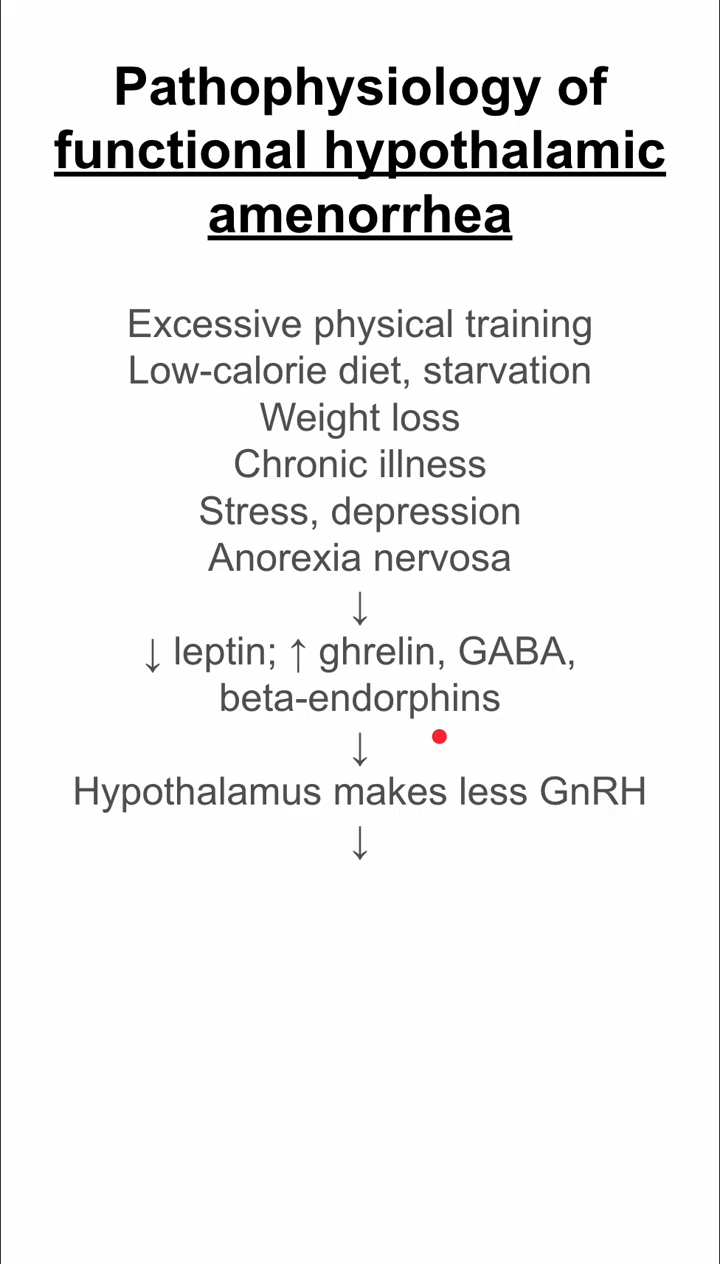 Pathophysiology of
functional hypothalamic
amenorrhea
Excessive physical training
Low-calorie diet, starvation
Weight loss
Chronic illness
Stress, depression
Anorexia nervosa
↓
↓ leptin; ↑ ghrelin, GABA,
beta-endorphins
↓
Hypothalamus makes less GnRH
↓